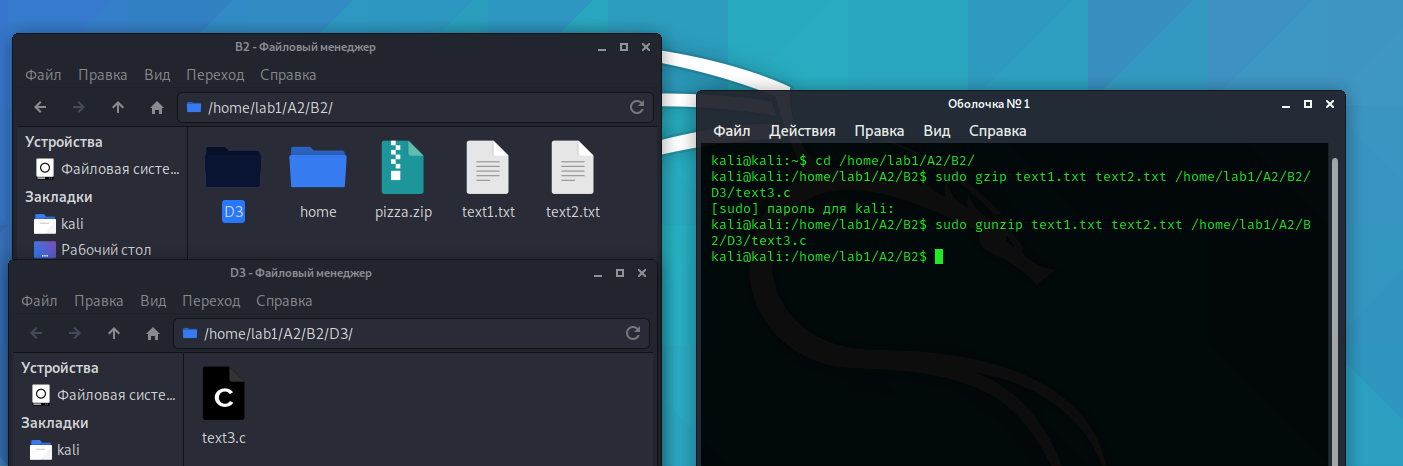 B2 - Файловый менеджер
Файл Правка Вид Переход Справка
/home/lab1/A2/B2/
Устройства
Файловая систе...
Закладки
kali
Рабочий стол
D3 home pizza.zip text1.txt text2.txt
D3 - Файловый менеджер
Файл Правка Вид Переход Справка
/home/lab1/A2/B2/D3/
Устройства
Файловая систе...
Закладки
kali
C
text3.c
Оболочка №1
Файл Действия Правка Вид Справка
kali@kali:~$ cd /home/lab1/A2/B2/
kali@kali:/home/lab1/A2/B2$ sudo gzip text1.txt text2.txt /home/lab1/A2/B2/
D3/text3.c
[sudo] пароль для kali:
kali@kali:/home/lab1/A2/B2$ sudo gunzip text1.txt text2.txt /home/lab1/A2/B
2/D3/text3.c
kali@kali:/home/lab1/A2/B2$